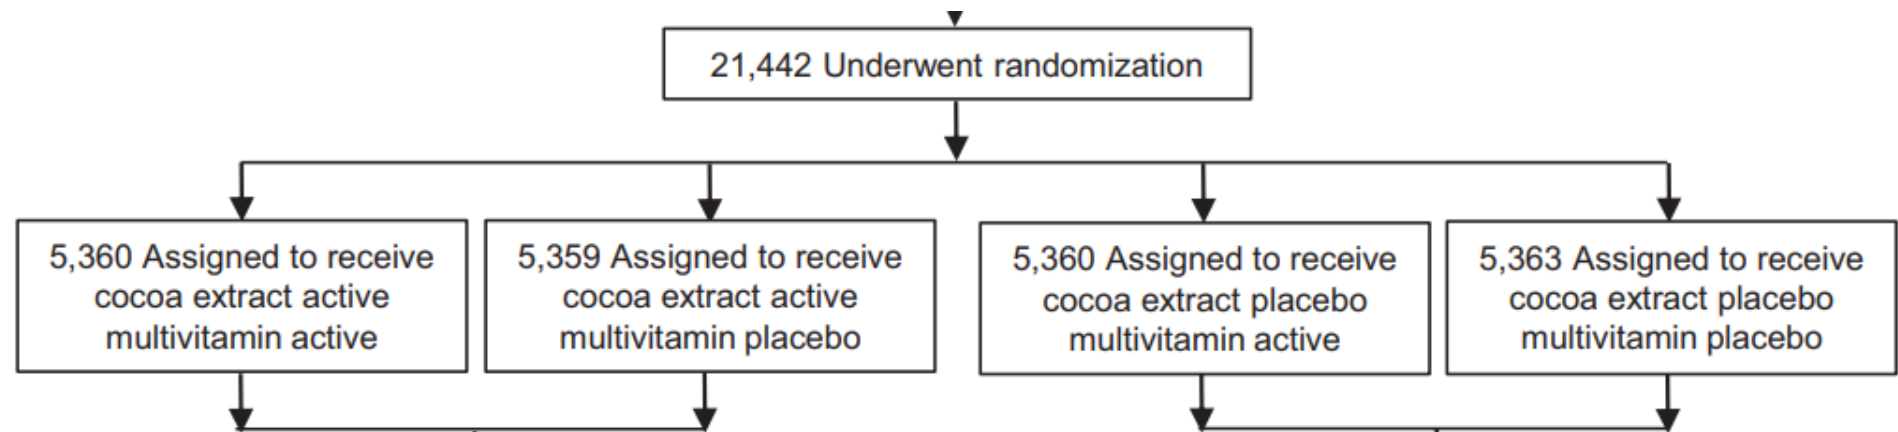 21,442 Underwent randomization
5,360 Assigned to receive
cocoa extract active
multivitamin active
5,359 Assigned to receive
cocoa extract active
multivitamin placebo
5,360 Assigned to receive
cocoa extract placebo
multivitamin active
5,363 Assigned to receive
cocoa extract placebo
multivitamin placebo